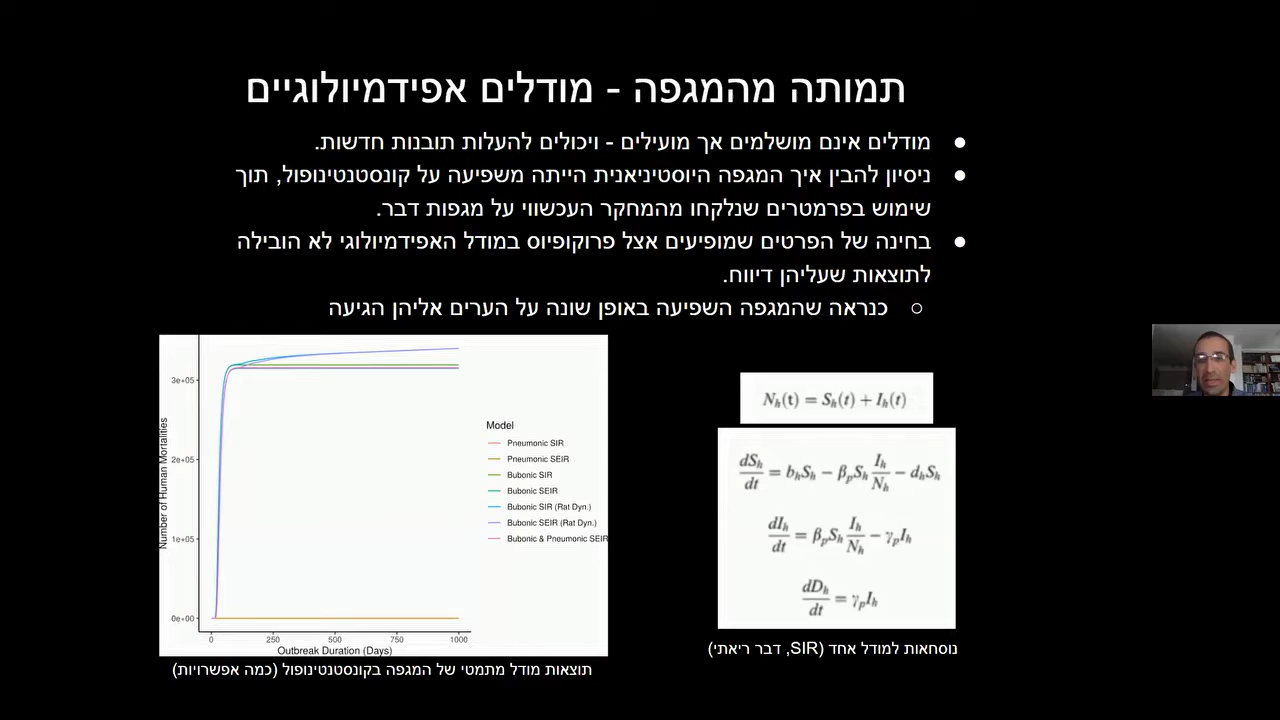 תמותה מהמגפה - מודלים אפידמיולוגיים
● מודלים אינם מושלמים אך מועילים - ויכולים להעלות תובנות חדשות.
● ניסיון להבין איך המגפה היוסטיניאנית הייתה משפיעה על קונסטנטינופול, תוך
שימוש בפרמטרים שנלקחו מהמחקר העכשווי על מגפות דבר.
● בחינה של הפרטים שמופיעים אצל פרוקופיוס במודל האפידמיולוגי לא הובילה
לתוצאות שעליהן דיווח.
○ כנראה שהמגפה השפיעה באופן שונה על הערים אליהן הגיעה
Number of Human Mortalities
3e+05
2e+05
1e+05
0e+00
0 250 500 750 1000
Outbreak Duration (Days)
Model
Pneumonic SIR
Pneumonic SEIR
Bubonic SIR
Bubonic SEIR
Bubonic SIR (Rat Dyn.)
Bubonic SEIR (Rat Dyn.)
Bubonic & Pneumonic SEIR
תוצאות מודל מתמטי של המגפה בקונסטנטינופול (כמה אפשרויות)
N_h(t) = S_h(t) + I_h(t)
dS_h/dt = b_h S_h − β_p S_h I_h/N_h − d_h S_h
dI_h/dt = β_p S_h I_h/N_h − γ_p I_h
dD_h/dt = γ_p I_h
נוסחאות למודל אחד (SIR, דבר ריאתי)